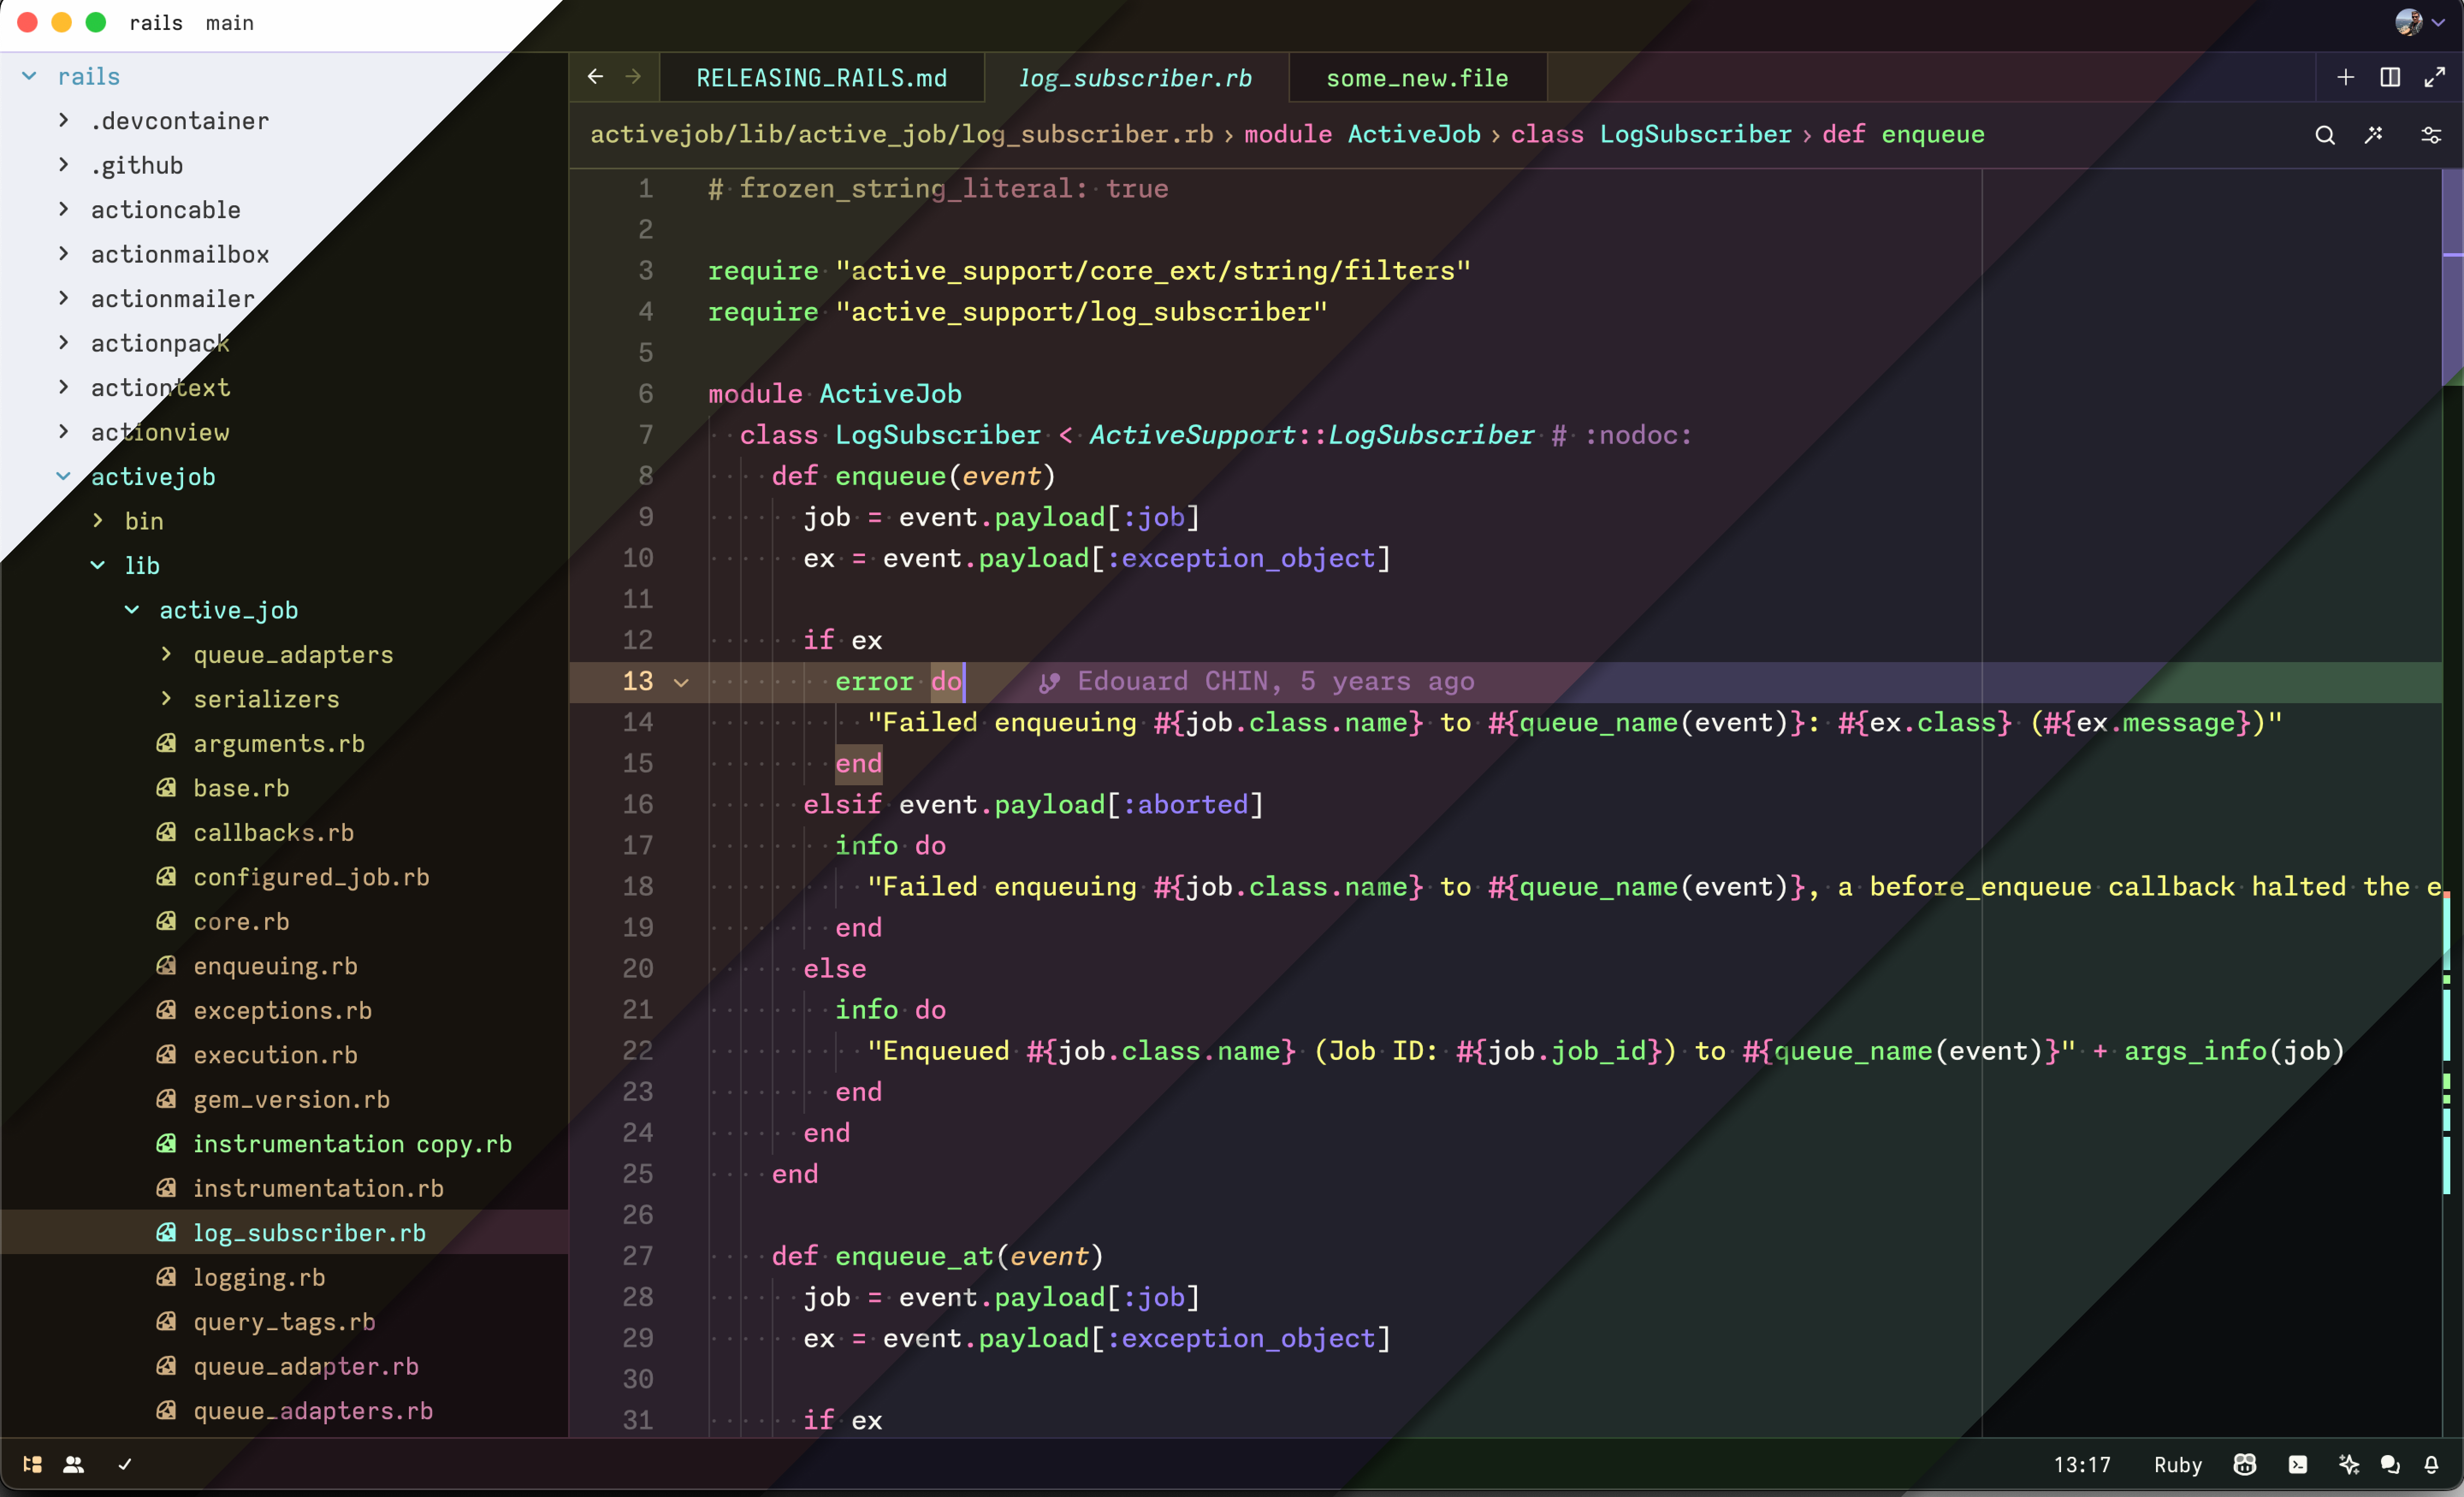 rails main
rails
.devcontainer
.github
actioncable
actionmailbox
actionmailer
actionpack
actiontext
actionview
activejob
bin
lib
active_job
queue_adapters
serializers
arguments.rb
base.rb
callbacks.rb
configured_job.rb
core.rb
enqueuing.rb
exceptions.rb
execution.rb
gem_version.rb
instrumentation copy.rb
instrumentation.rb
log_subscriber.rb
logging.rb
query_tags.rb
queue_adapter.rb
queue_adapters.rb
RELEASING_RAILS.md log_subscriber.rb some_new.file
activejob/lib/active_job/log_subscriber.rb › module ActiveJob › class LogSubscriber › def enqueue
1 # frozen_string_literal: true
2
3 require "active_support/core_ext/string/filters"
4 require "active_support/log_subscriber"
5
6 module ActiveJob
7 class LogSubscriber < ActiveSupport::LogSubscriber # :nodoc:
8 def enqueue(event)
9 job = event.payload[:job]
10 ex = event.payload[:exception_object]
11
12 if ex
13 error do Edouard CHIN, 5 years ago
14 "Failed enqueuing #{job.class.name} to #{queue_name(event)}: #{ex.class} (#{ex.message})"
15 end
16 elsif event.payload[:aborted]
17 info do
18 "Failed enqueuing #{job.class.name} to #{queue_name(event)}, a before_enqueue callback halted the e
19 end
20 else
21 info do
22 "Enqueued #{job.class.name} (Job ID: #{job.job_id}) to #{queue_name(event)}" + args_info(job)
23 end
24 end
25 end
26
27 def enqueue_at(event)
28 job = event.payload[:job]
29 ex = event.payload[:exception_object]
30
31 if ex
13:17 Ruby